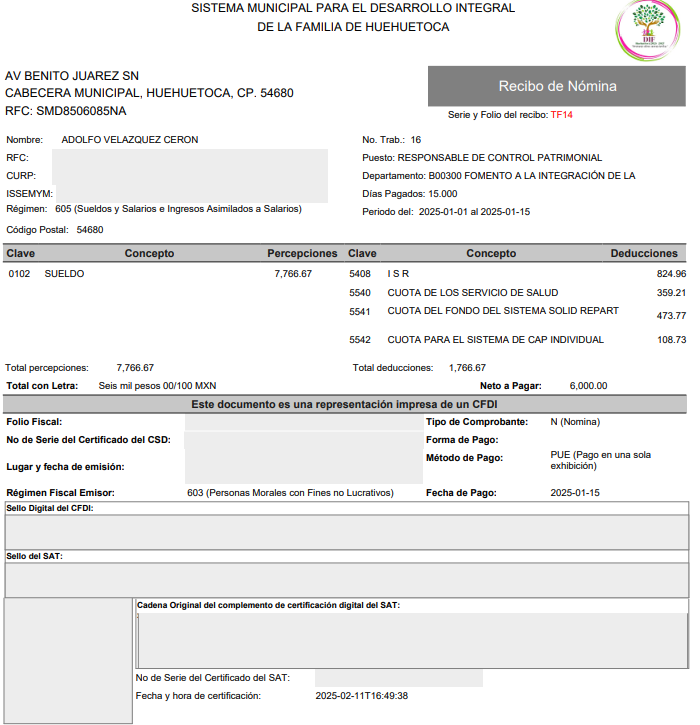 SISTEMA MUNICIPAL PARA EL DESARROLLO INTEGRAL
DE LA FAMILIA DE HUEHUETOCA
DIF
AV BENITO JUAREZ SN
CABECERA MUNICIPAL, HUEHUETOCA, CP. 54680
RFC: SMD8506085NA
Recibo de Nómina
Serie y Folio del recibo: TF14
Nombre: ADOLFO VELAZQUEZ CERON
No. Trab.: 16
RFC:
Puesto: RESPONSABLE DE CONTROL PATRIMONIAL
CURP:
Departamento: B00300 FOMENTO A LA INTEGRACIÓN DE LA
ISSEMYM:
Días Pagados: 15.000
Régimen: 605 (Sueldos y Salarios e Ingresos Asimilados a Salarios)
Periodo del: 2025-01-01 al 2025-01-15
Código Postal: 54680
Clave Concepto Percepciones Clave Concepto Deducciones
0102 SUELDO 7,766.67 5408 I S R 824.96
5540 CUOTA DE LOS SERVICIO DE SALUD 359.21
5541 CUOTA DEL FONDO DEL SISTEMA SOLID REPART 473.77
5542 CUOTA PARA EL SISTEMA DE CAP INDIVIDUAL 108.73
Total percepciones: 7,766.67 Total deducciones: 1,766.67
Total con Letra: Seis mil pesos 00/100 MXN Neto a Pagar: 6,000.00
Este documento es una representación impresa de un CFDI
Folio Fiscal: Tipo de Comprobante: N (Nomina)
No de Serie del Certificado del CSD: Forma de Pago:
Lugar y fecha de emisión: Método de Pago: PUE (Pago en una sola
exhibición)
Régimen Fiscal Emisor: 603 (Personas Morales con Fines no Lucrativos) Fecha de Pago: 2025-01-15
Sello Digital del CFDI:
Sello del SAT:
Cadena Original del complemento de certificación digital del SAT:
No de Serie del Certificado del SAT:
Fecha y hora de certificación: 2025-02-11T16:49:38